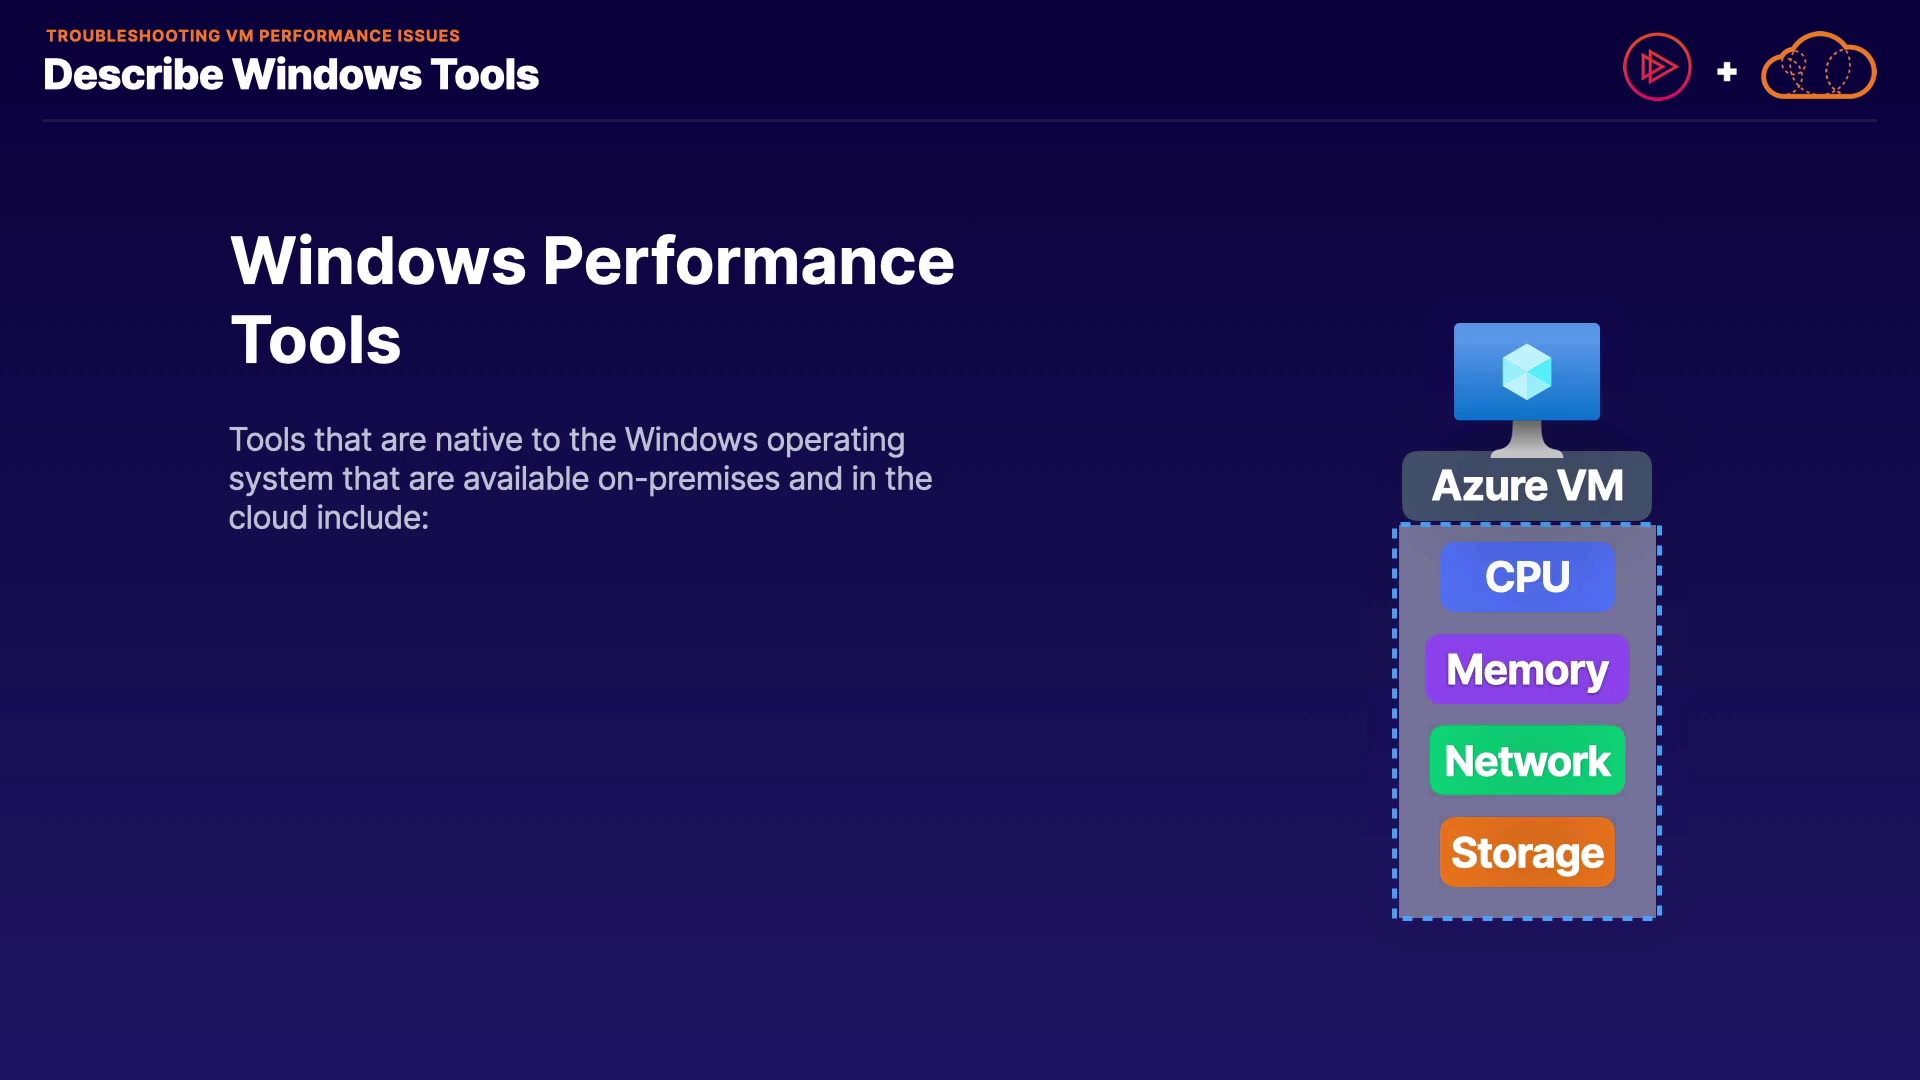 TROUBLESHOOTING VM PERFORMANCE ISSUES
Describe Windows Tools
Windows Performance
Tools
Tools that are native to the Windows operating
system that are available on-premises and in the
cloud include:
Azure VM
CPU
Memory
Network
Storage